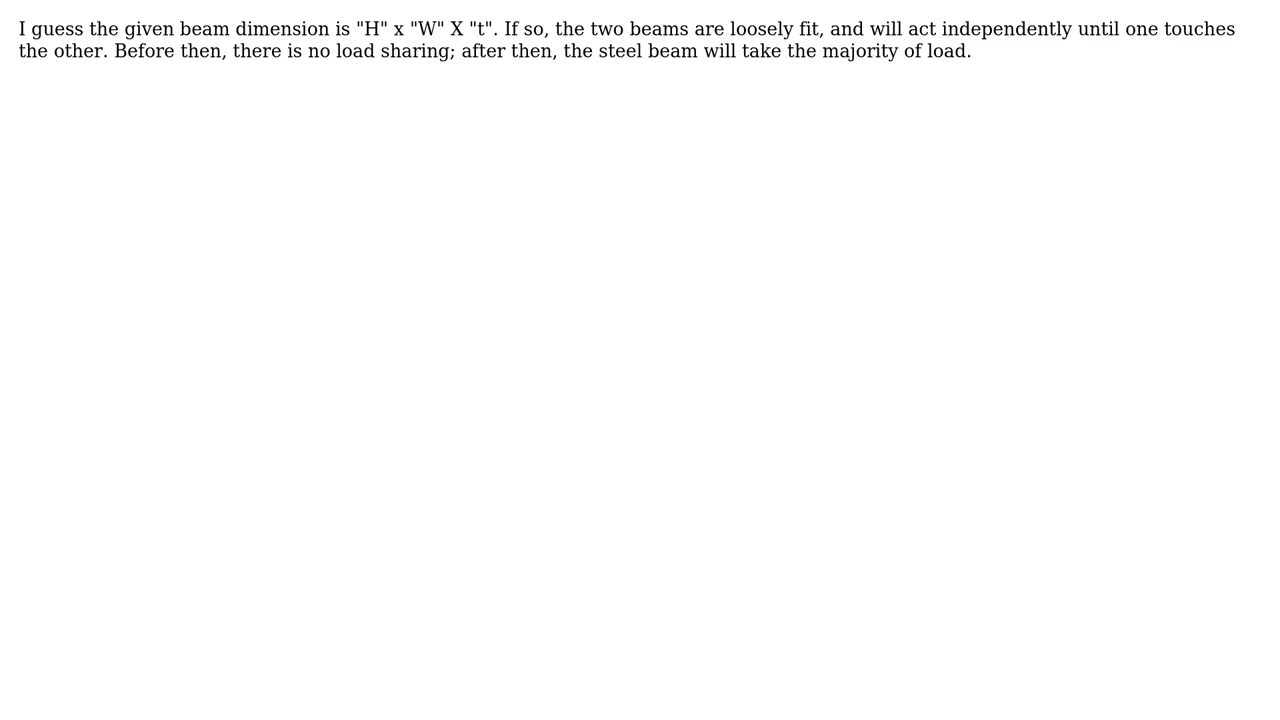 I guess the given beam dimension is "H" x "W" X "t". If so, the two beams are loosely fit, and will act independently until one touches
the other. Before then, there is no load sharing; after then, the steel beam will take the majority of load.